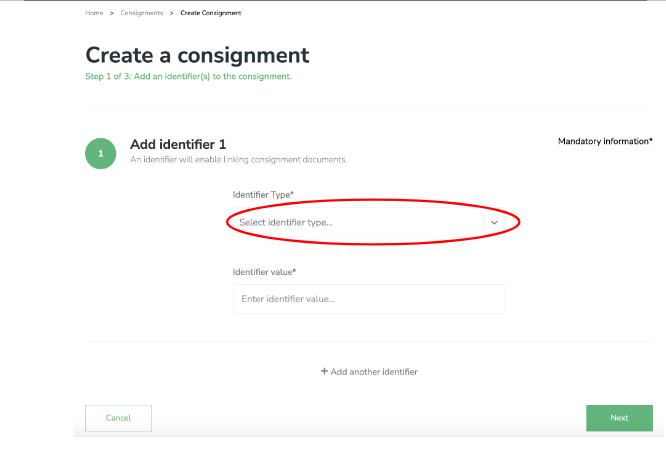 Home > Consignments > Create Consignment
Create a consignment
Step 1 of 3: Add an identifier(s) to the consignment.
1
Add identifier 1
Mandatory information*
An identifier will enable linking consignment documents.
Identifier Type*
Select identifier type...
Identifier value*
Enter identifier value...
+ Add another identifier
Cancel
Next